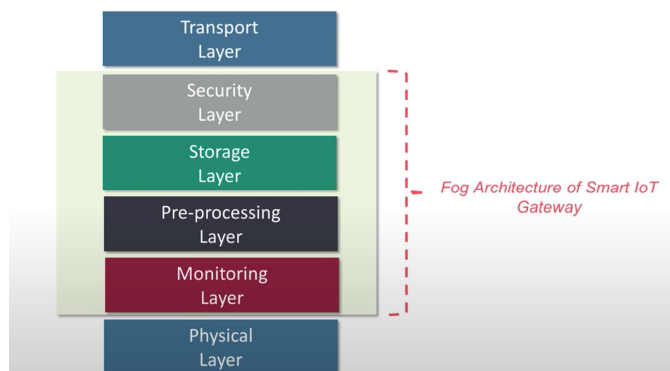 Transport
Layer
Security
Layer
Storage
Layer
Pre-processing
Layer
Monitoring
Layer
Physical
Layer
Fog Architecture of Smart IoT
Gateway